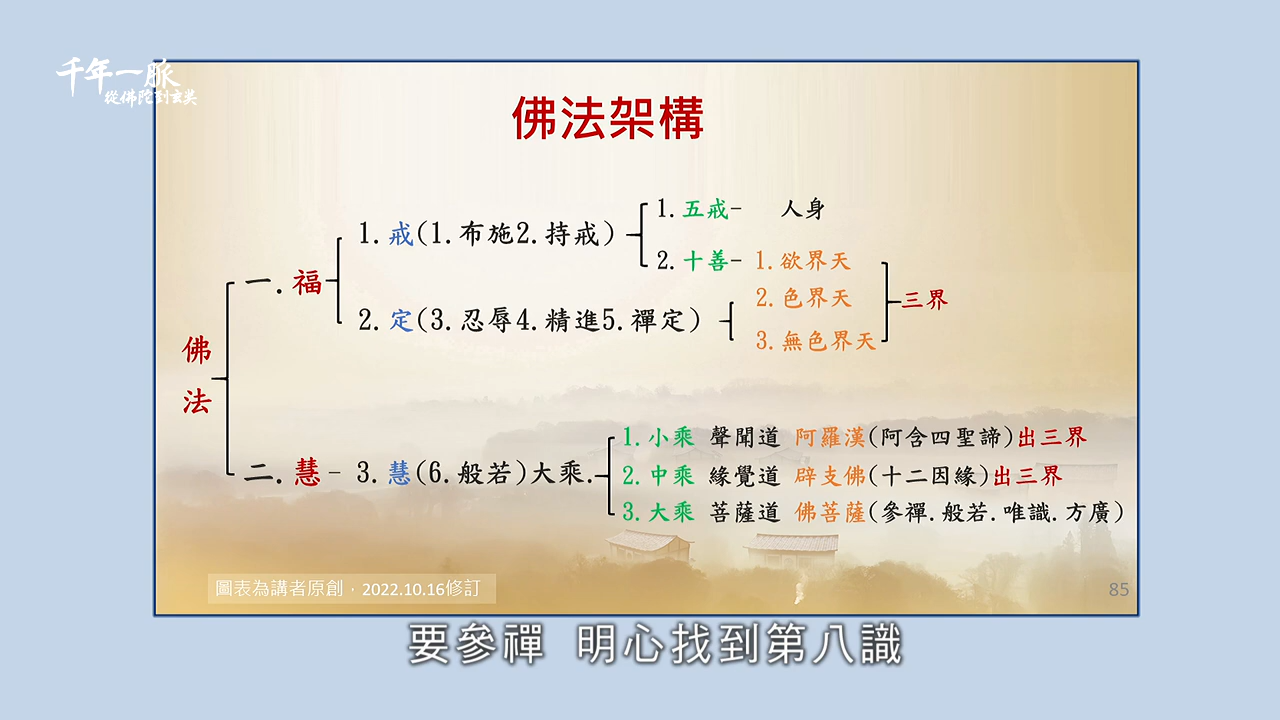 千年一脈
從佛陀到玄奘
佛法架構
佛法
一.福
1.戒(1.布施2.持戒)
1.五戒- 人身
2.十善- 1.欲界天
2.定(3.忍辱4.精進5.禪定)
2.色界天
3.無色界天
三界
二.慧- 3.慧(6.般若)大乘.
1.小乘 聲聞道 阿羅漢(阿含四聖諦)出三界
2.中乘 緣覺道 辟支佛(十二因緣)出三界
3.大乘 菩薩道 佛菩薩(參禪.般若.唯識.方廣)
圖表為講者原創，2022.10.16修訂
85
要參禪 明心找到第八識